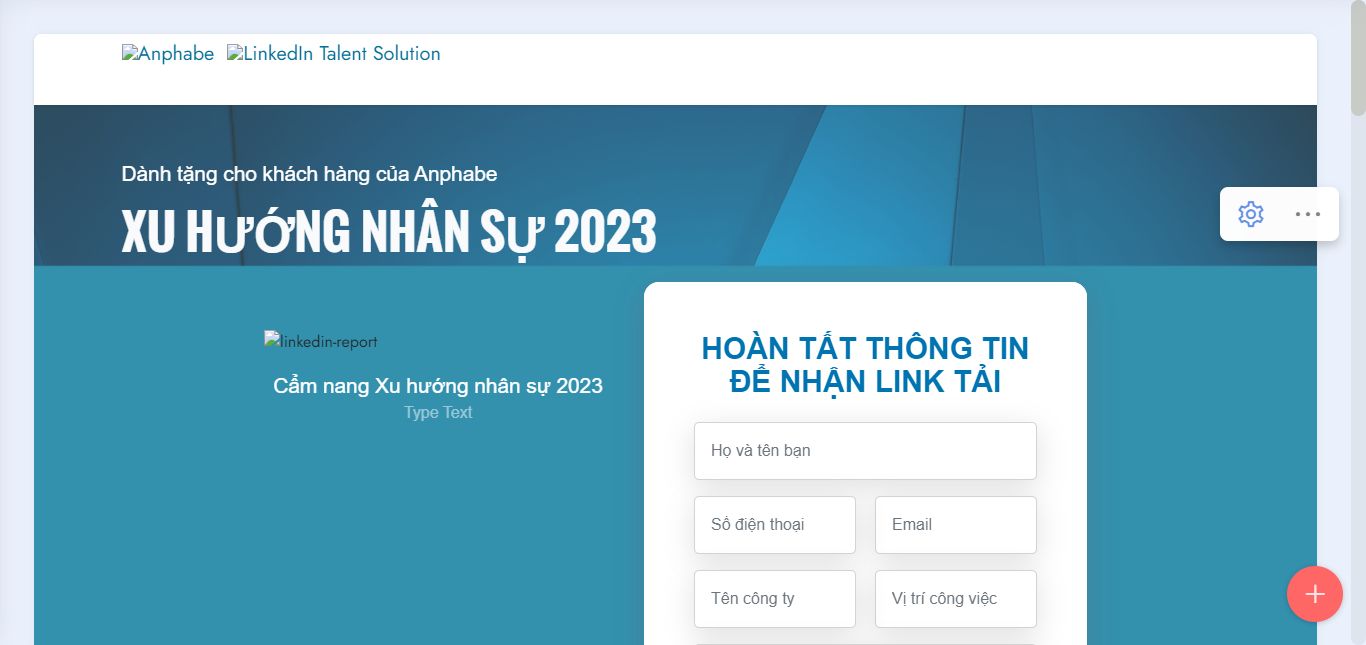 Anphabe LinkedIn Talent Solution
Dành tặng cho khách hàng của Anphabe
XU HƯỚNG NHÂN SỰ 2023
linkedin-report
Cẩm nang Xu hướng nhân sự 2023
Type Text
HOÀN TẤT THÔNG TIN
ĐỂ NHẬN LINK TẢI
Họ và tên bạn
Số điện thoại
Email
Tên công ty
Vị trí công việc